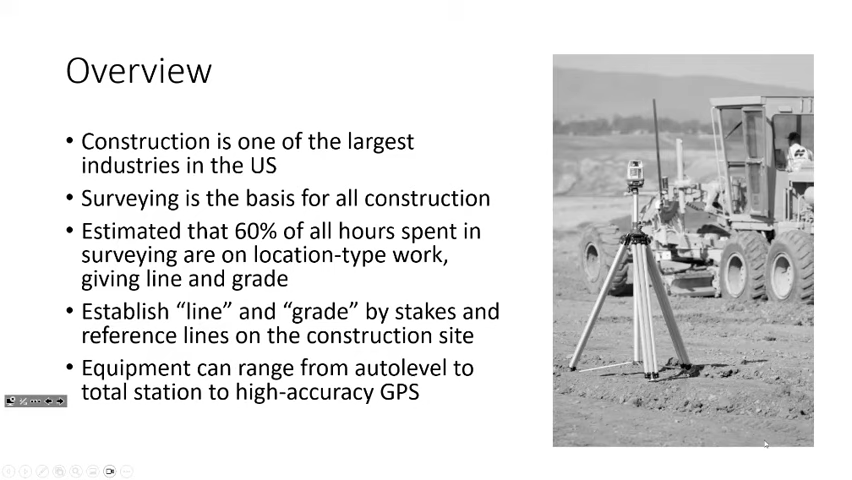 Overview
• Construction is one of the largest
industries in the US
• Surveying is the basis for all construction
• Estimated that 60% of all hours spent in
surveying are on location-type work,
giving line and grade
• Establish “line” and “grade” by stakes and
reference lines on the construction site
• Equipment can range from autolevel to
total station to high-accuracy GPS